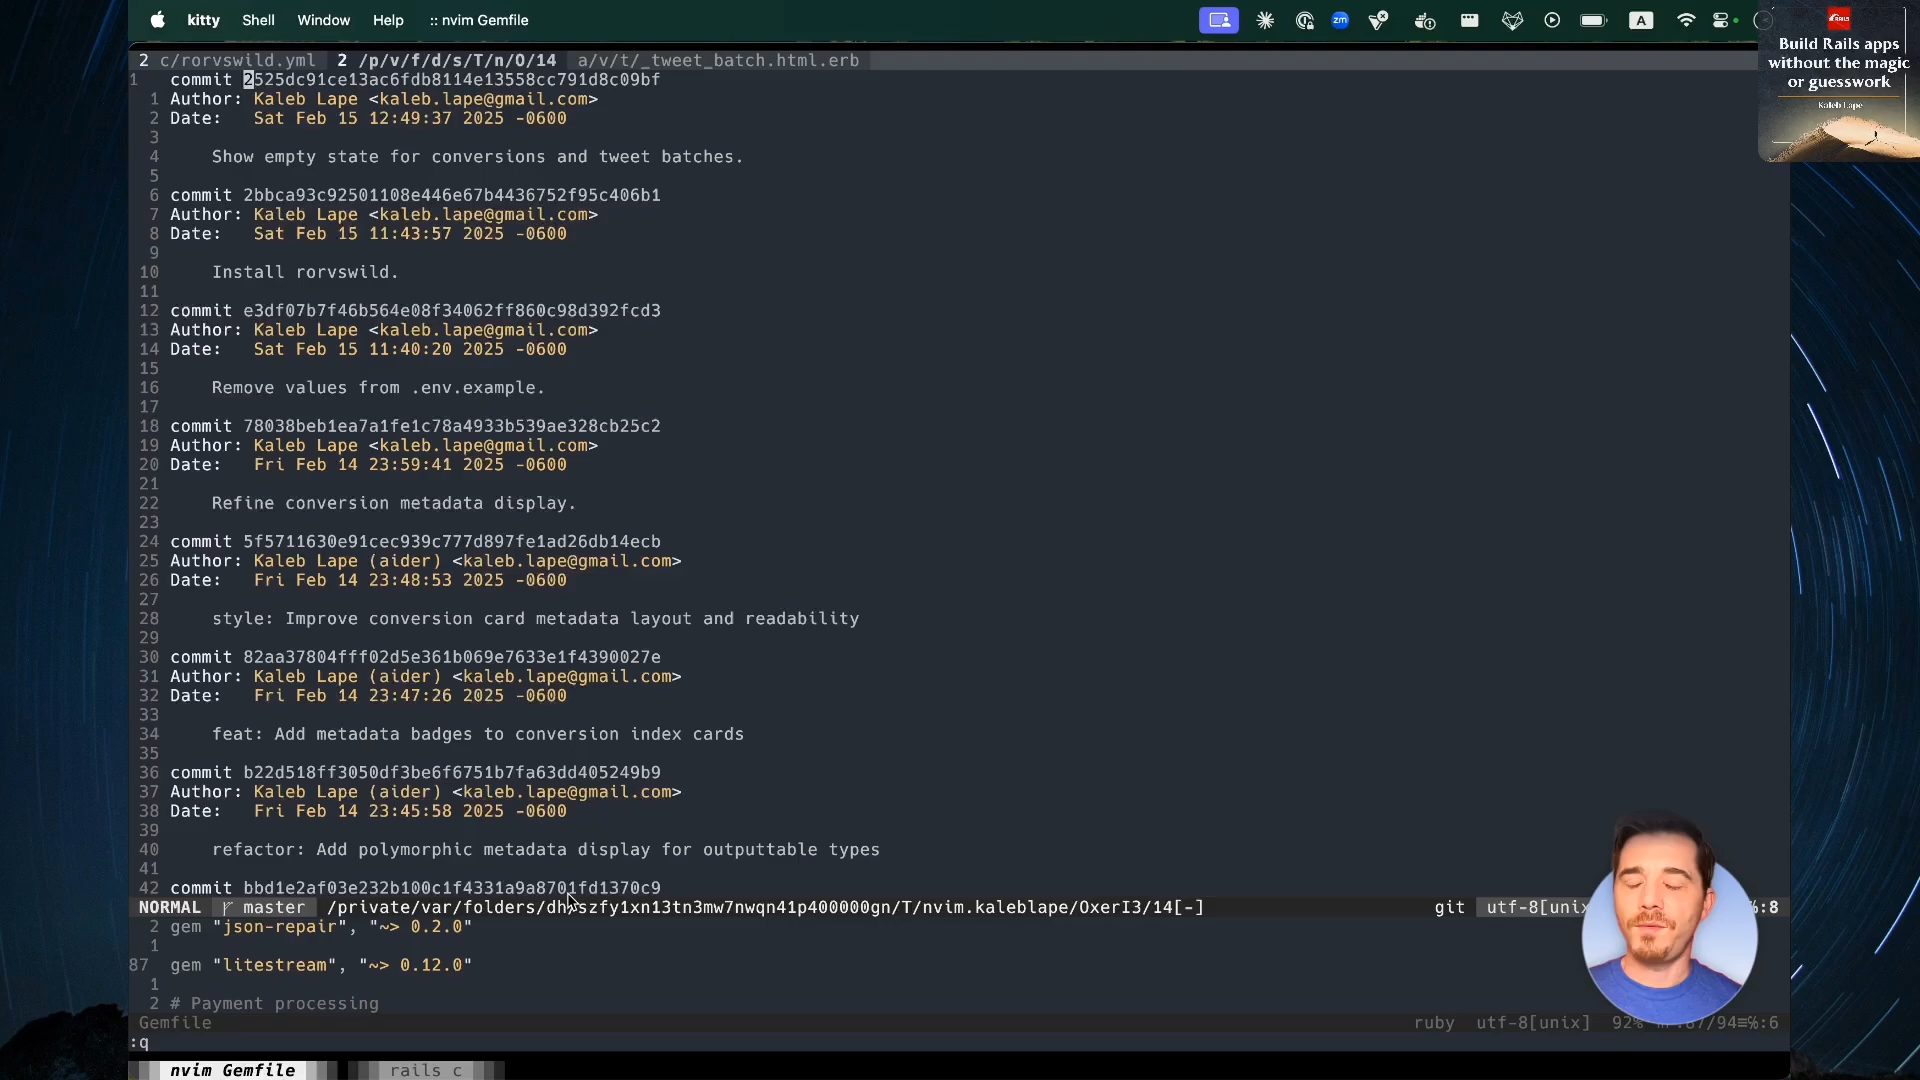 kitty Shell Window Help :: nvim Gemfile
zm
A
RAILS
Build Rails apps
without the magic
or guesswork
Kaleb Lape
2 c/rorvswild.yml 2 /p/v/f/d/s/T/n/O/14 a/v/t/_tweet_batch.html.erb
1 commit 2525dc91ce13ac6fdb8114e13558cc791d8c09bf
1 Author: Kaleb Lape <kaleb.lape@gmail.com>
2 Date: Sat Feb 15 12:49:37 2025 -0600
3
4 Show empty state for conversions and tweet batches.
5
6 commit 2bbca93c92501108e446e67b4436752f95c406b1
7 Author: Kaleb Lape <kaleb.lape@gmail.com>
8 Date: Sat Feb 15 11:43:57 2025 -0600
9
10 Install rorvswild.
11
12 commit e3df07b7f46b564e08f34062ff860c98d392fcd3
13 Author: Kaleb Lape <kaleb.lape@gmail.com>
14 Date: Sat Feb 15 11:40:20 2025 -0600
15
16 Remove values from .env.example.
17
18 commit 78038beb1ea7a1fe1c78a4933b539ae328cb25c2
19 Author: Kaleb Lape <kaleb.lape@gmail.com>
20 Date: Fri Feb 14 23:59:41 2025 -0600
21
22 Refine conversion metadata display.
23
24 commit 5f5711630e91cec939c777d897fe1ad26db14ecb
25 Author: Kaleb Lape (aider) <kaleb.lape@gmail.com>
26 Date: Fri Feb 14 23:48:53 2025 -0600
27
28 style: Improve conversion card metadata layout and readability
29
30 commit 82aa37804fff02d5e361b069e7633e1f4390027e
31 Author: Kaleb Lape (aider) <kaleb.lape@gmail.com>
32 Date: Fri Feb 14 23:47:26 2025 -0600
33
34 feat: Add metadata badges to conversion index cards
35
36 commit b22d518ff3050df3be6f6751b7fa63dd405249b9
37 Author: Kaleb Lape (aider) <kaleb.lape@gmail.com>
38 Date: Fri Feb 14 23:45:58 2025 -0600
39
40 refactor: Add polymorphic metadata display for outputtable types
41
42 commit bbd1e2af03e232b100c1f4331a9a8701fd1370c9
NORMAL master git utf-8[unix %:8
2 gem "json-repair", "~> 0.2.0"
1
87 gem "litestream", "~> 0.12.0"
1
2 # Payment processing
Gemfile ruby utf-8[unix] 92% :87/94≡℅:6
:q
nvim Gemfile rails c